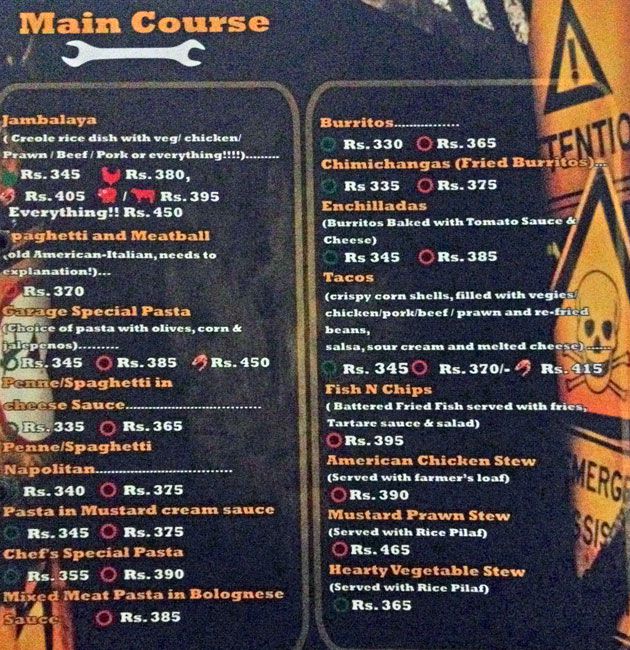 Main Course
Jambalaya
( Creole rice dish with veg/ chicken/
Prawn / Beef / Pork or everything!!!!).........
Rs. 345 Rs. 380,
Rs. 405 / Rs. 395
Everything!! Rs. 450
paghetti and Meatball
(old American-Italian, needs to
explanation!)...
Rs. 370
Garage Special Pasta
(Choice of pasta with olives, corn &
jalepenos).........
Rs. 345 Rs. 385 Rs. 450
Penne/Spaghetti in
cheese Sauce..................................
Rs. 335 Rs. 365
Penne/Spaghetti
Napolitan..................................
Rs. 340 Rs. 375
Pasta in Mustard cream sauce
Rs. 345 Rs. 375
Chef's Special Pasta
Rs. 355 Rs. 390
Mixed Meat Pasta in Bolognese
Sauce Rs. 385
Burritos................
Rs. 330 Rs. 365
Chimichangas (Fried Burritos)...
Rs 335 Rs. 375
Enchilladas
(Burritos Baked with Tomato Sauce &
Cheese)
Rs 345 Rs. 385
Tacos
(crispy corn shells, filled with vegies/
chicken/pork/beef / prawn and re-fried
beans,
salsa, sour cream and melted cheese).......
Rs. 345 Rs. 370/- Rs. 415
Fish N Chips
( Battered Fried Fish served with fries,
Tartare sauce & salad)
Rs. 395
American Chicken Stew
(Served with farmer's loaf)
Rs. 390
Mustard Prawn Stew
(Served with Rice Pilaf)
Rs. 465
Hearty Vegetable Stew
(Served with Rice Pilaf)
Rs. 365
TTENTIO
EMERG
SSIS